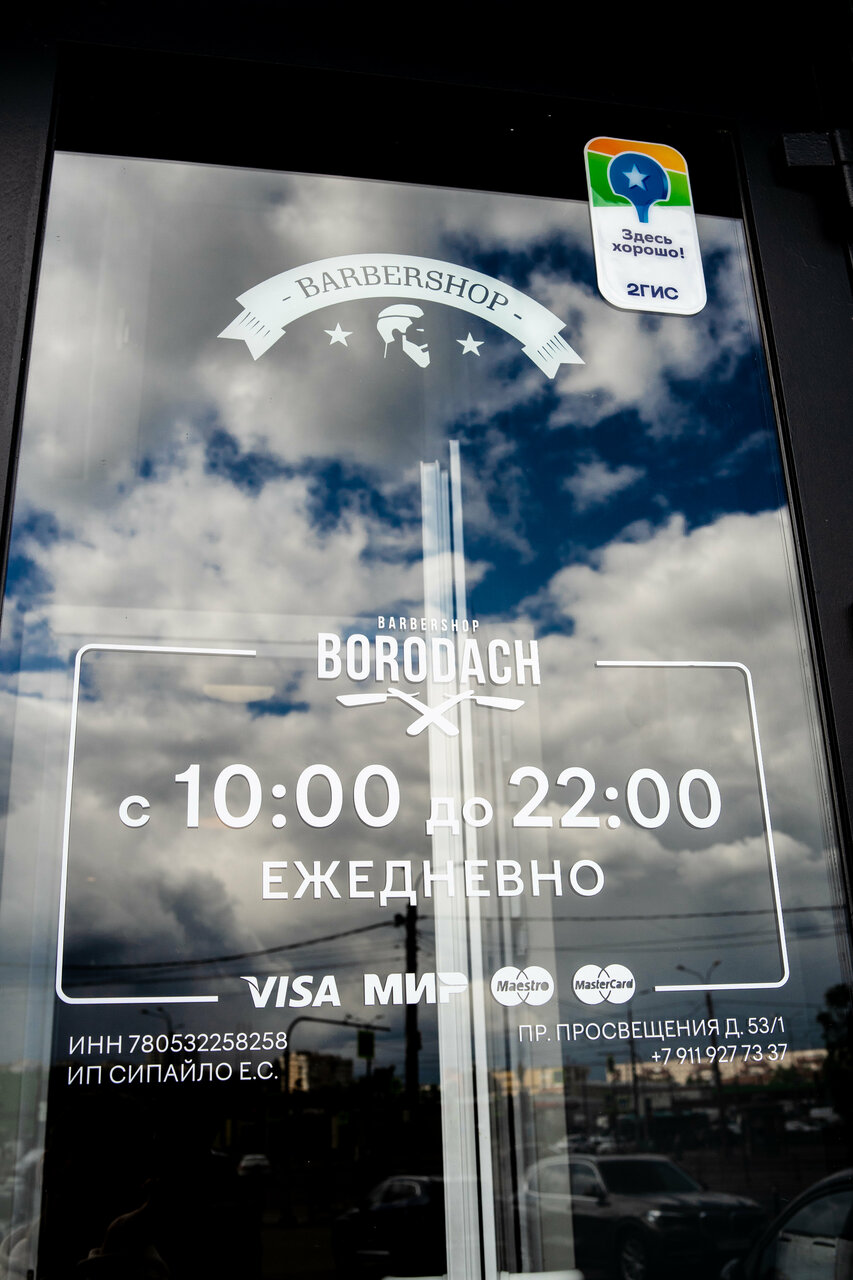 Здесь
хорошо!
2ГИС
- BARBERSHOP -
BARBERSHOP
BORODACH
с 10:00 до 22:00
ЕЖЕДНЕВНО
VISA МИР Maestro MasterCard
ИНН 780532258258
ИП СИПАЙЛО Е.С.
ПР. ПРОСВЕЩЕНИЯ Д. 53/1
+7 911 927 73 37